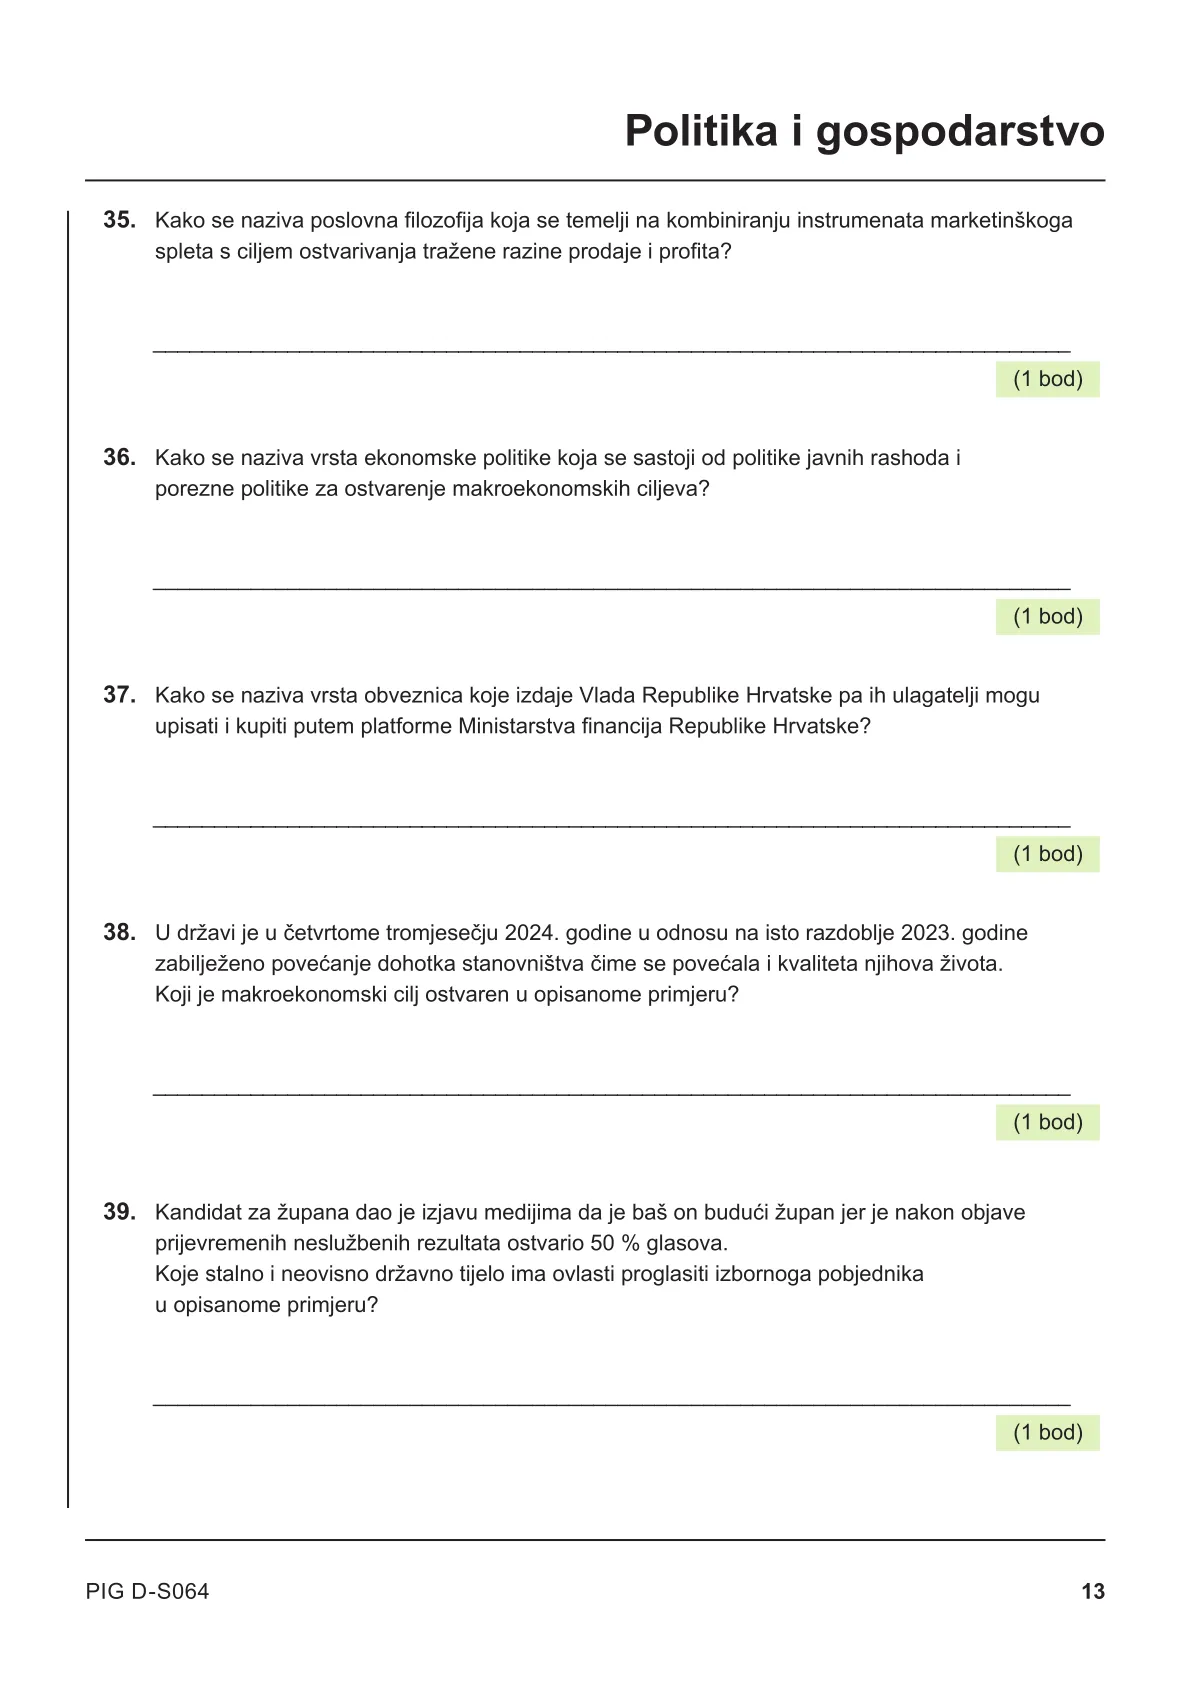 Politika i gospodarstvo
35. Kako se naziva poslovna filozofija koja se temelji na kombiniranju instrumenata marketinškoga
spleta s ciljem ostvarivanja tražene razine prodaje i profita?
(1 bod)
36. Kako se naziva vrsta ekonomske politike koja se sastoji od politike javnih rashoda i
porezne politike za ostvarenje makroekonomskih ciljeva?
(1 bod)
37. Kako se naziva vrsta obveznica koje izdaje Vlada Republike Hrvatske pa ih ulagatelji mogu
upisati i kupiti putem platforme Ministarstva financija Republike Hrvatske?
(1 bod)
38. U državi je u četvrtome tromjesečju 2024. godine u odnosu na isto razdoblje 2023. godine
zabilježeno povećanje dohotka stanovništva čime se povećala i kvaliteta njihova života.
Koji je makroekonomski cilj ostvaren u opisanome primjeru?
(1 bod)
39. Kandidat za župana dao je izjavu medijima da je baš on budući župan jer je nakon objave
prijevremenih neslužbenih rezultata ostvario 50 % glasova.
Koje stalno i neovisno državno tijelo ima ovlasti proglasiti izbornoga pobjednika
u opisanome primjeru?
(1 bod)
PIG D-S064
13